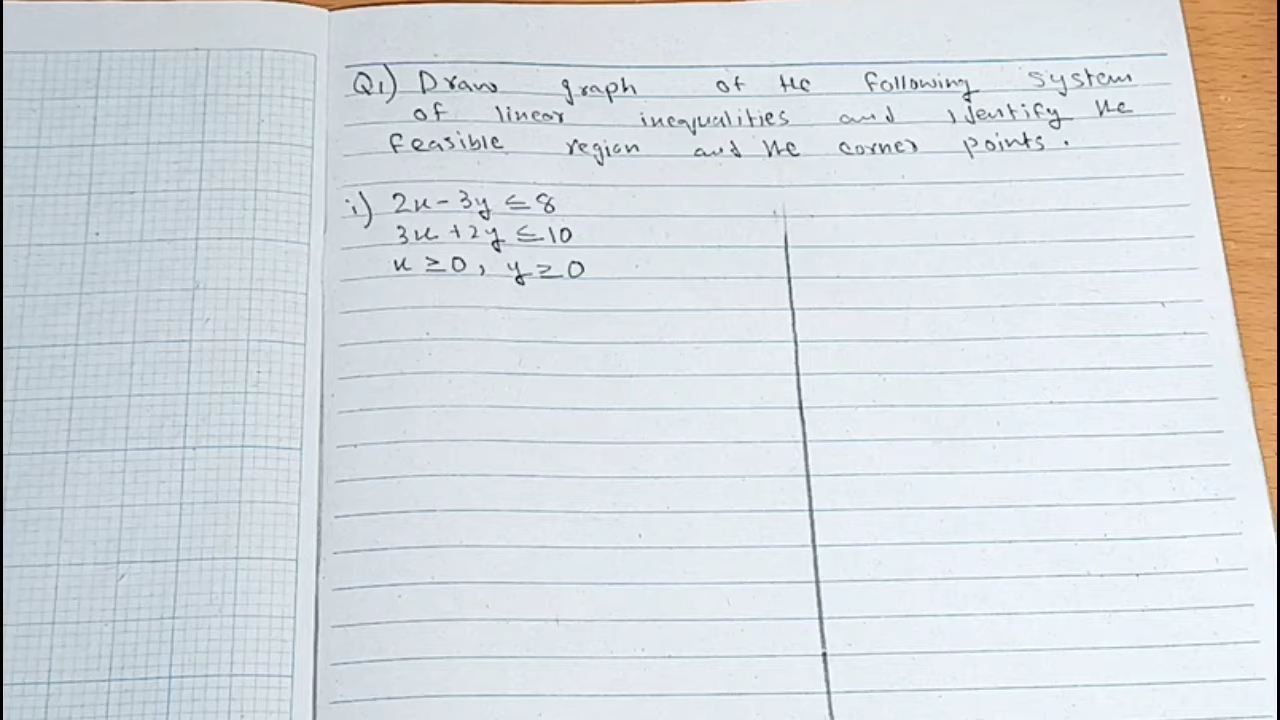 Q1) Draw graph of the following system
of linear inequalities and identify the
feasible region and the corner points.
i) 2x - 3y ≤ 8
3x + 2y ≤ 10
x ≥ 0, y ≥ 0